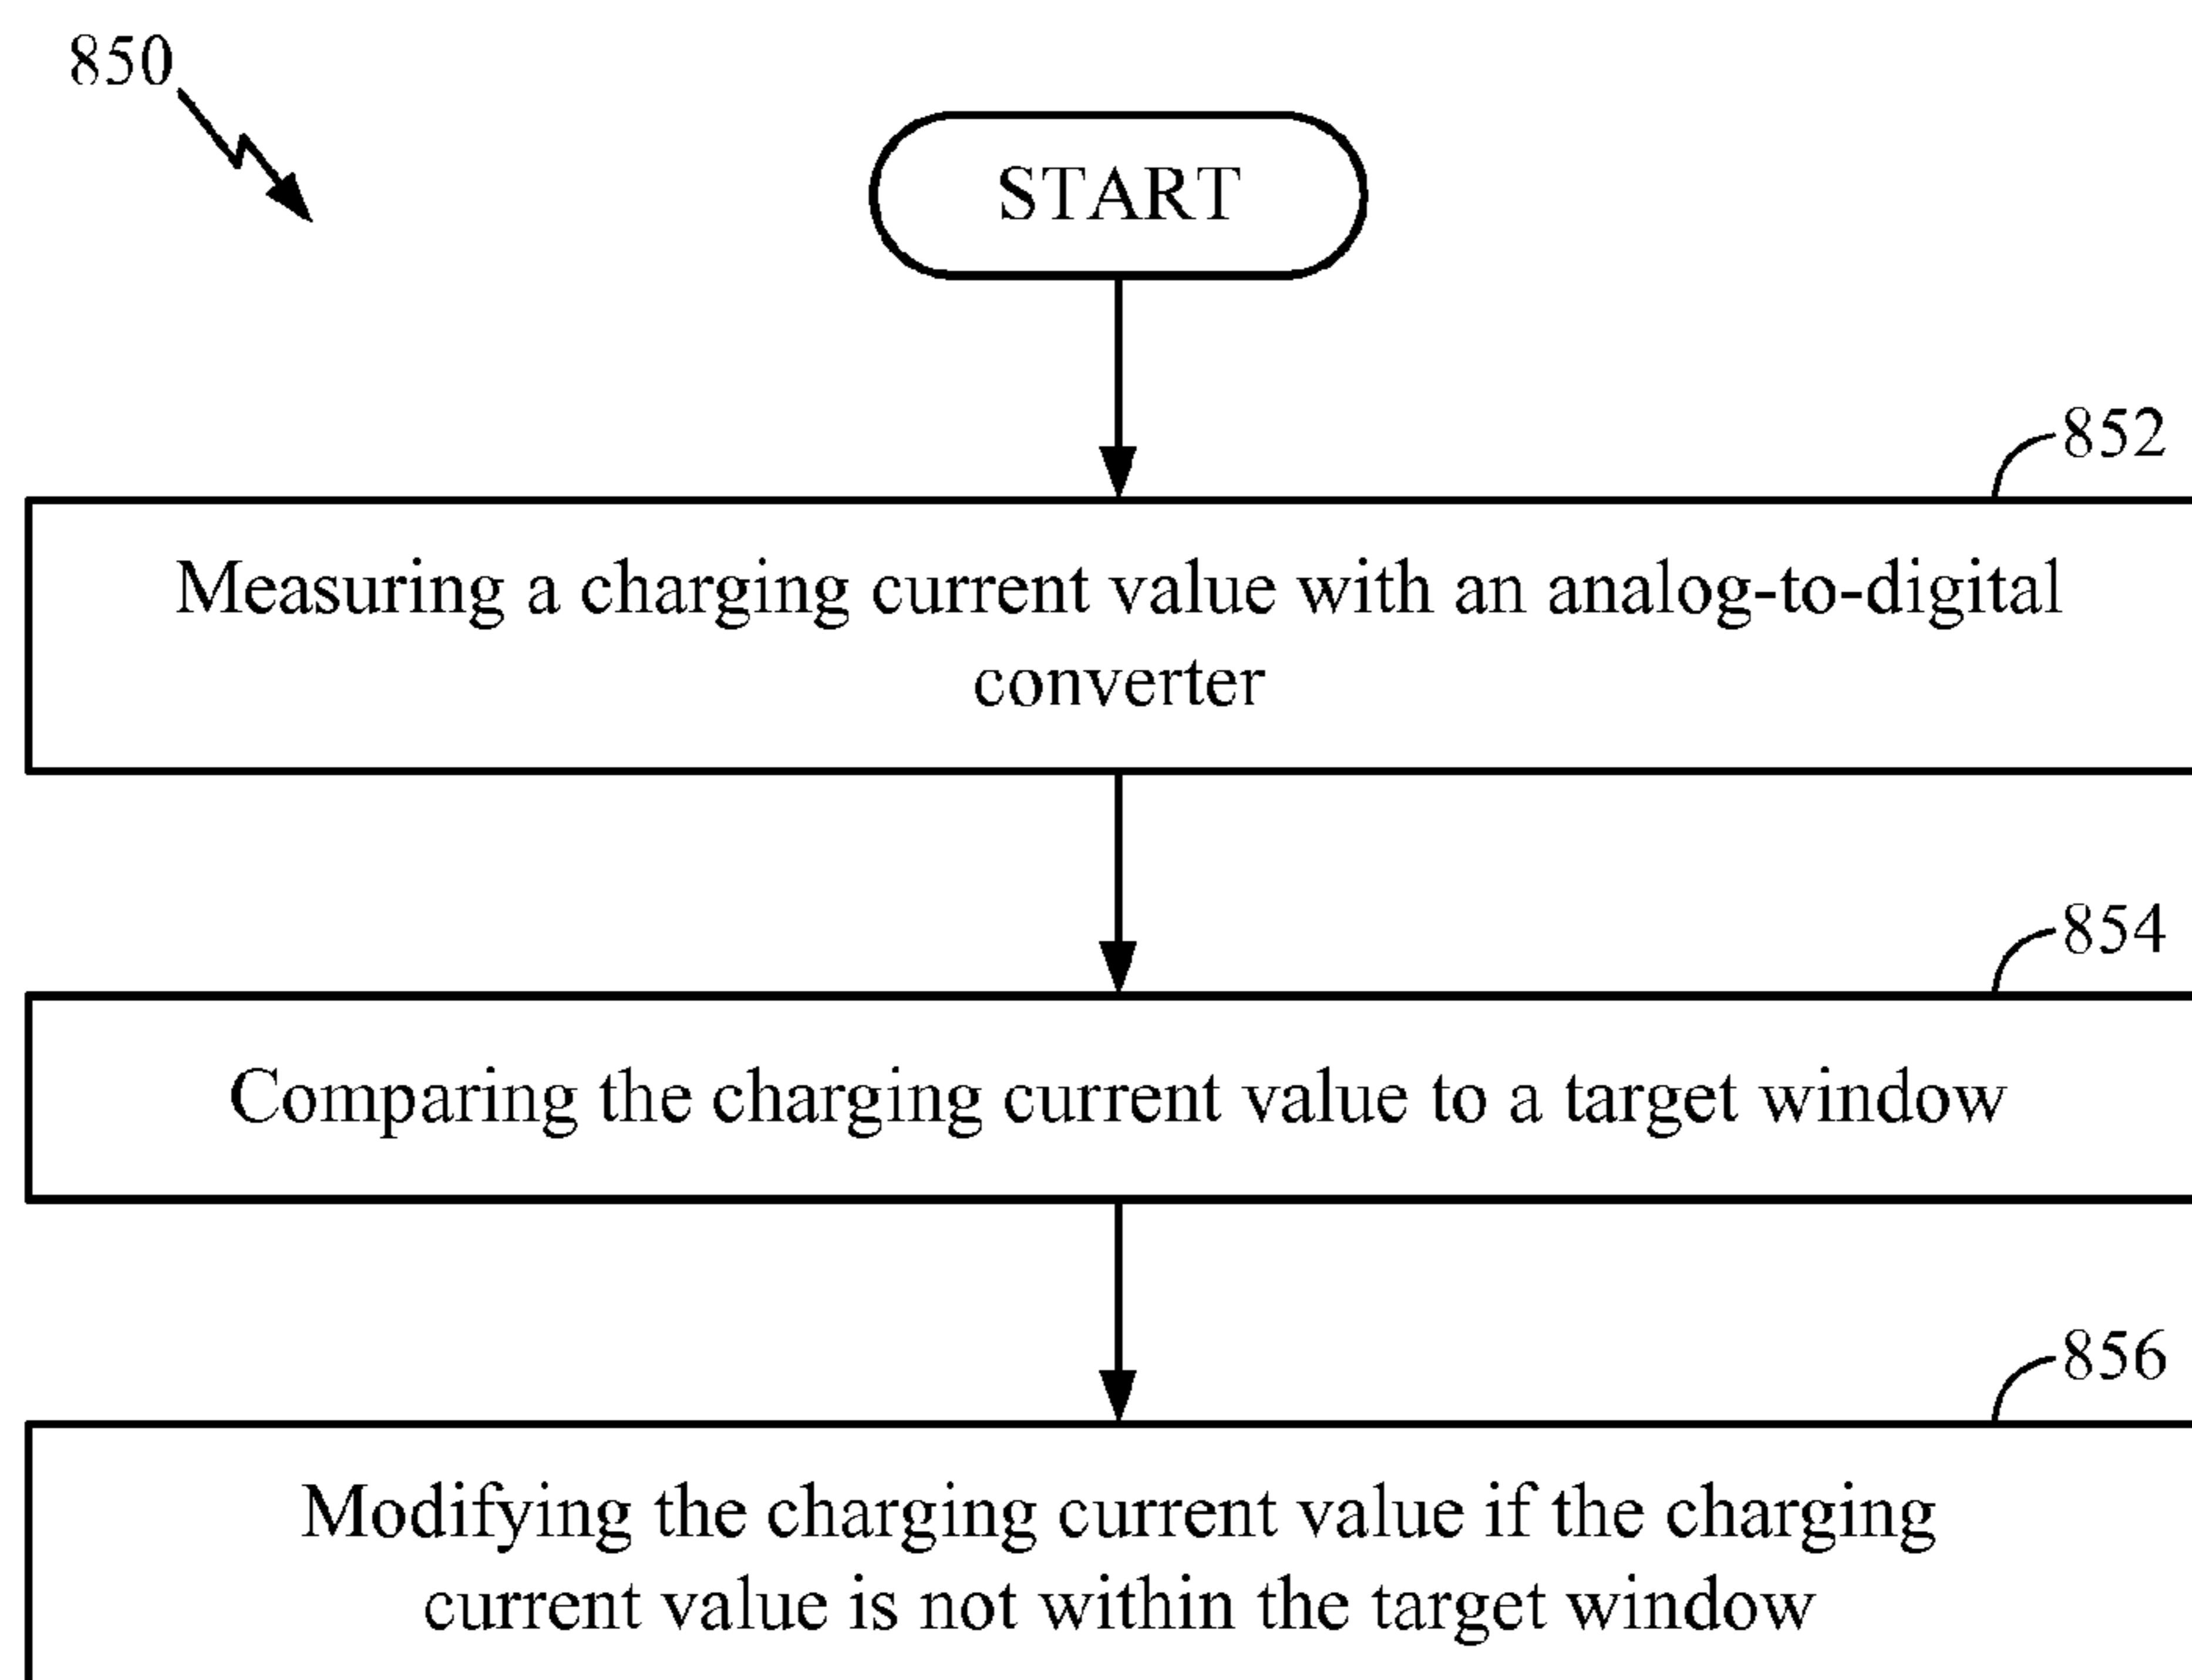 850
START
852
Measuring a charging current value with an analog-to-digital
converter
854
Comparing the charging current value to a target window
856
Modifying the charging current value if the charging
current value is not within the target window